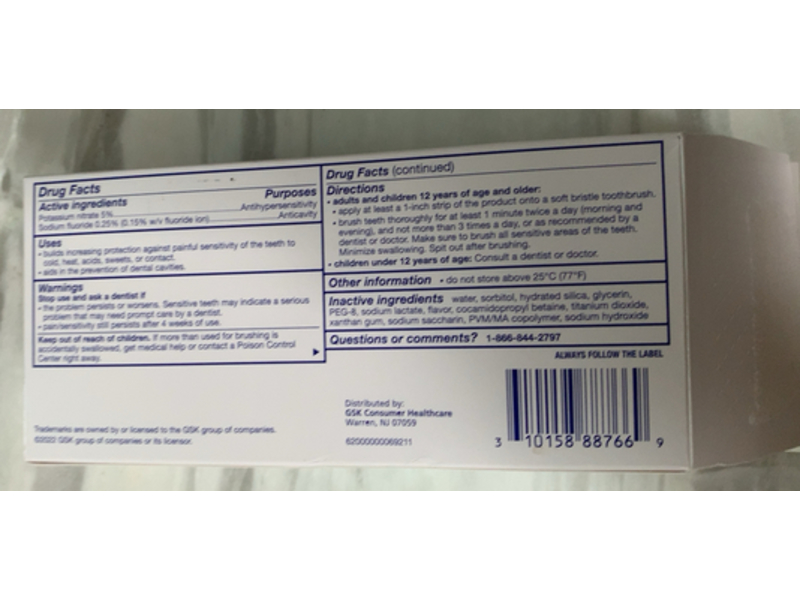 Drug Facts
Active ingredients Purposes
Potassium nitrate 5% Antihypersensitivity
Sodium fluoride 0.25% (0.15% w/v fluoride ion) Anticavity
Uses
• builds increasing protection against painful sensitivity of the teeth to
cold, heat, acids, sweets, or contact.
• aids in the prevention of dental cavities.
Warnings
Stop use and ask a dentist if
• the problem persists or worsens. Sensitive teeth may indicate a serious
problem that may need prompt care by a dentist.
• pain/sensitivity still persists after 4 weeks of use.
Keep out of reach of children. If more than used for brushing is
accidentally swallowed, get medical help or contact a Poison Control
Center right away.
Trademarks are owned by or licensed to the GSK group of companies.
©2020 GSK group of companies or its licensor.
Drug Facts (continued)
Directions
• adults and children 12 years of age and older:
• apply at least a 1-inch strip of the product onto a soft bristle toothbrush.
• brush teeth thoroughly for at least 1 minute twice a day (morning and
evening), and not more than 3 times a day, or as recommended by a
dentist or doctor. Make sure to brush all sensitive areas of the teeth.
Minimize swallowing. Spit out after brushing.
• children under 12 years of age: Consult a dentist or doctor.
Other information • do not store above 25°C (77°F)
Inactive ingredients water, sorbitol, hydrated silica, glycerin,
PEG-8, sodium lactate, flavor, cocamidopropyl betaine, titanium dioxide,
xanthan gum, sodium saccharin, PVM/MA copolymer, sodium hydroxide
Questions or comments? 1-866-844-2797
ALWAYS FOLLOW THE LABEL
Distributed by:
GSK Consumer Healthcare
Warren, NJ 07059
62000000069211
3 10158 88766 9